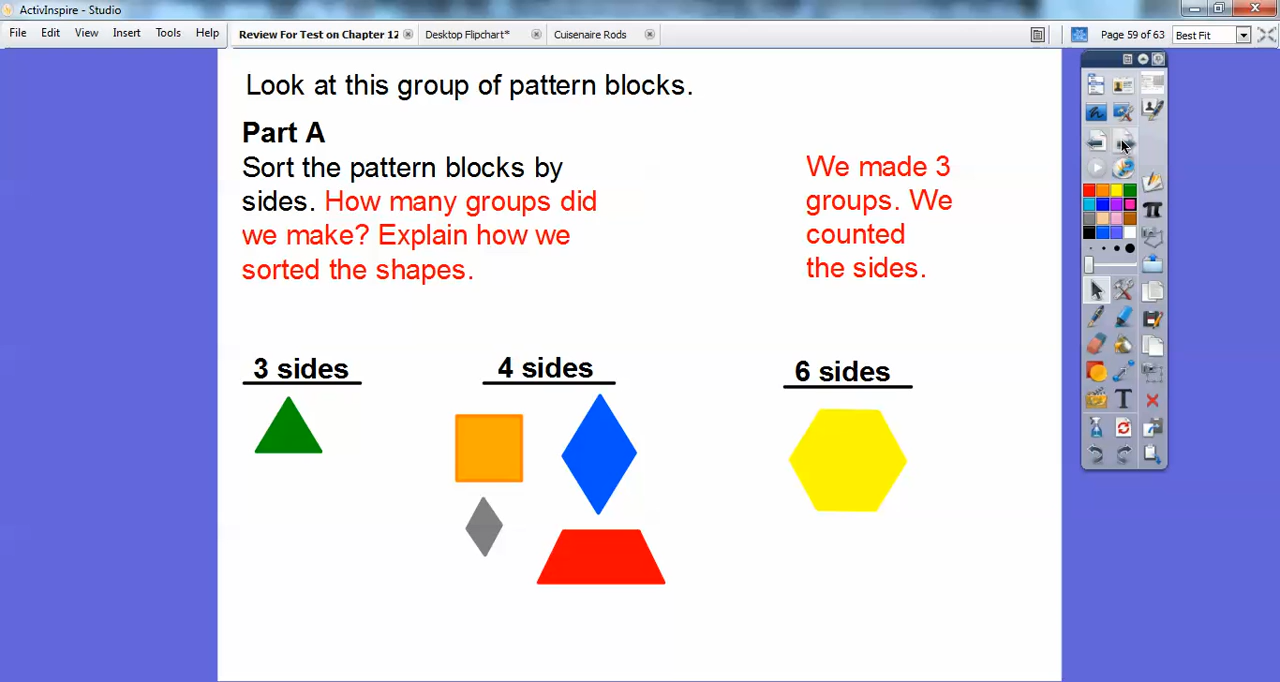 ActivInspire - Studio
File Edit View Insert Tools Help
Review For Test on Chapter 12
Desktop Flipchart*
Cuisenaire Rods
Page 59 of 63
Best Fit
Look at this group of pattern blocks.
Part A
Sort the pattern blocks by
sides. How many groups did
we make? Explain how we
sorted the shapes.
We made 3
groups. We
counted
the sides.
3 sides
4 sides
6 sides